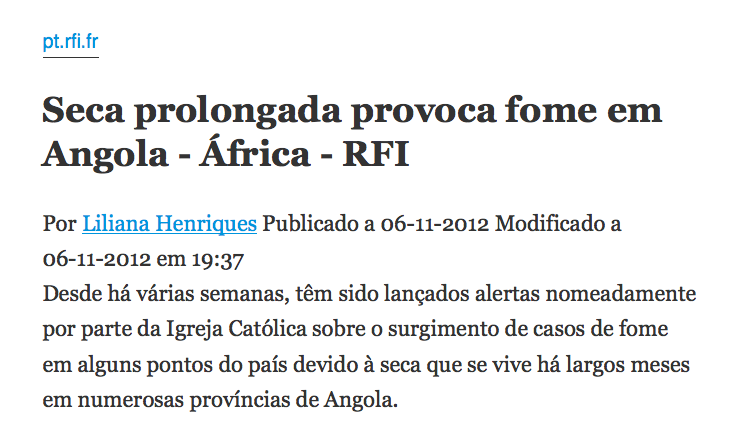 pt.rfi.fr
Seca prolongada provoca fome em
Angola - África - RFI
Por Liliana Henriques Publicado a 06-11-2012 Modificado a
06-11-2012 em 19:37
Desde há várias semanas, têm sido lançados alertas nomeadamente
por parte da Igreja Católica sobre o surgimento de casos de fome
em alguns pontos do país devido à seca que se vive há largos meses
em numerosas províncias de Angola.